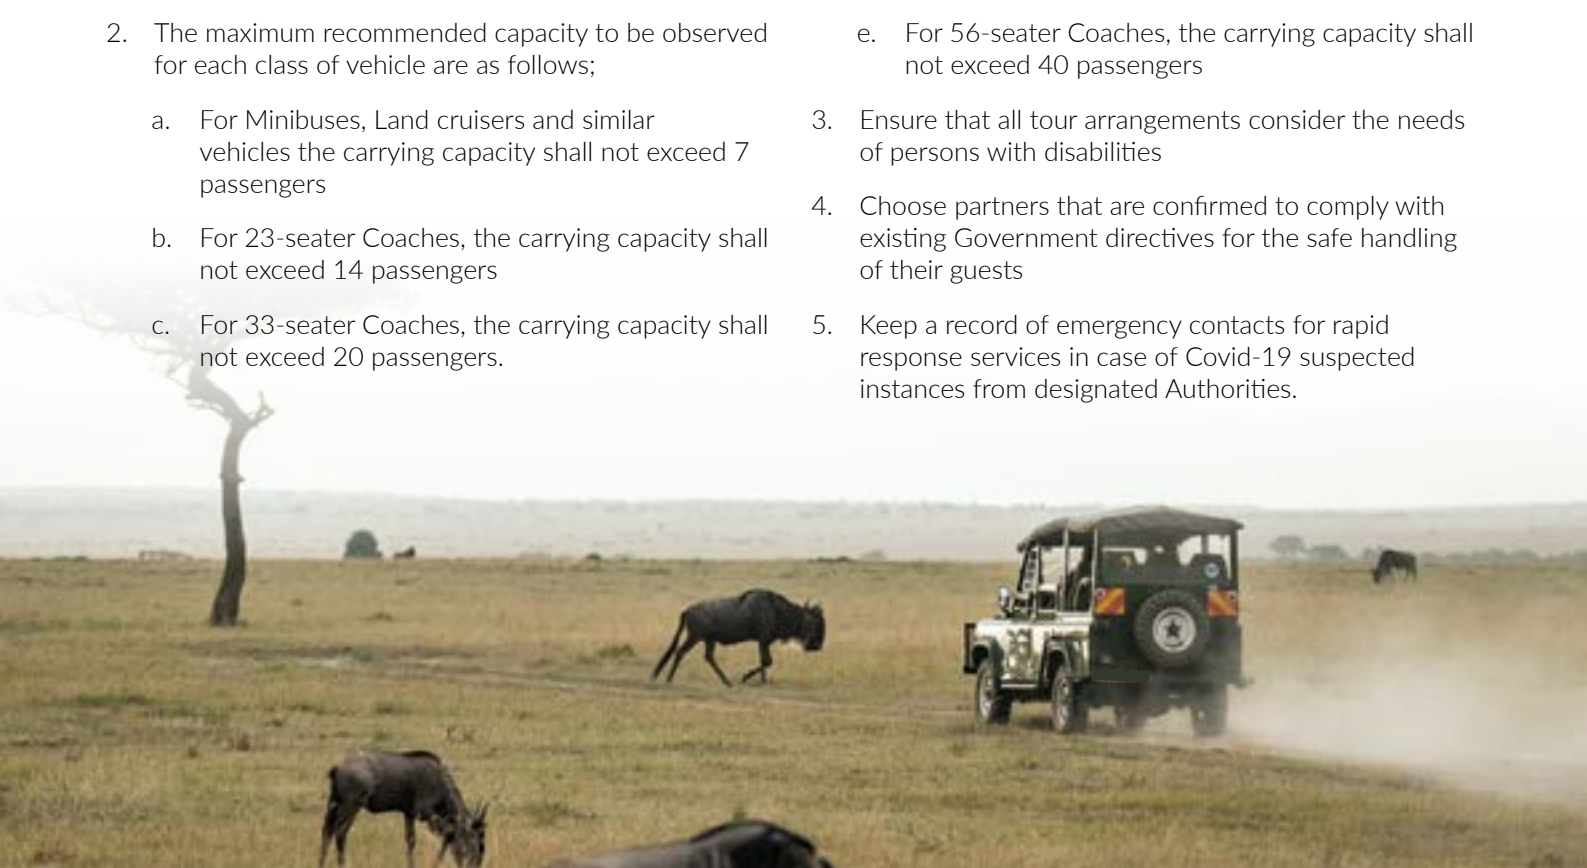 2. The maximum recommended capacity to be observed
for each class of vehicle are as follows;
a. For Minibuses, Land cruisers and similar
vehicles the carrying capacity shall not exceed 7
passengers
b. For 23-seater Coaches, the carrying capacity shall
not exceed 14 passengers
c. For 33-seater Coaches, the carrying capacity shall
not exceed 20 passengers.
e. For 56-seater Coaches, the carrying capacity shall
not exceed 40 passengers
3. Ensure that all tour arrangements consider the needs
of persons with disabilities
4. Choose partners that are confirmed to comply with
existing Government directives for the safe handling
of their guests
5. Keep a record of emergency contacts for rapid
response services in case of Covid-19 suspected
instances from designated Authorities.